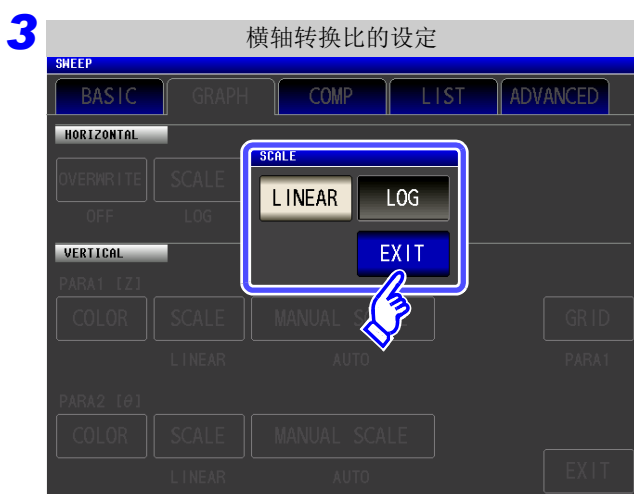 3
横轴转换比的设定
SWEEP
BASIC GRAPH COMP LIST ADVANCED
HORIZONTAL
SCALE
OVERWRITE SCALE LINEAR LOG
OFF LOG
VERTICAL EXIT
PARA1 [Z]
COLOR SCALE MANUAL S GRID
LINEAR AUTO PARA1
PARA2 [θ]
COLOR SCALE MANUAL SCALE
LINEAR AUTO EXIT